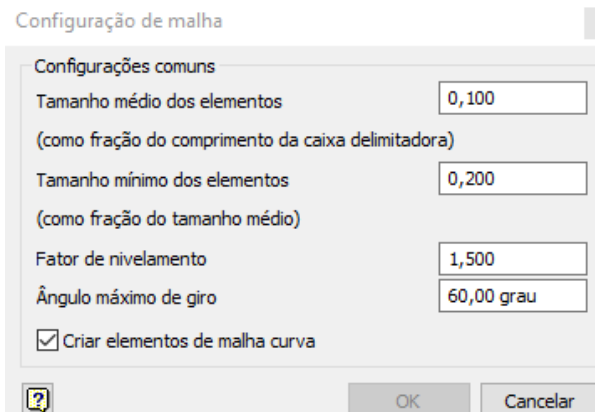 Configuração de malha
Configurações comuns
Tamanho médio dos elementos 0,100
(como fração do comprimento da caixa delimitadora)
Tamanho mínimo dos elementos 0,200
(como fração do tamanho médio)
Fator de nivelamento 1,500
Ângulo máximo de giro 60,00 grau
Criar elementos de malha curva
? OK Cancelar